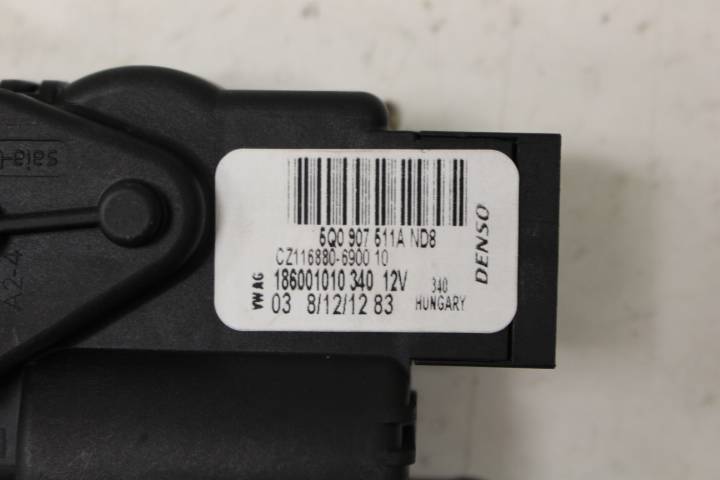 5Q0 907 511A ND8
CZ116880-6900 10
186001010 340 12V
03 8/12/12 83
VW AG
340
HUNGARY
DENSO
saia-
A2-4